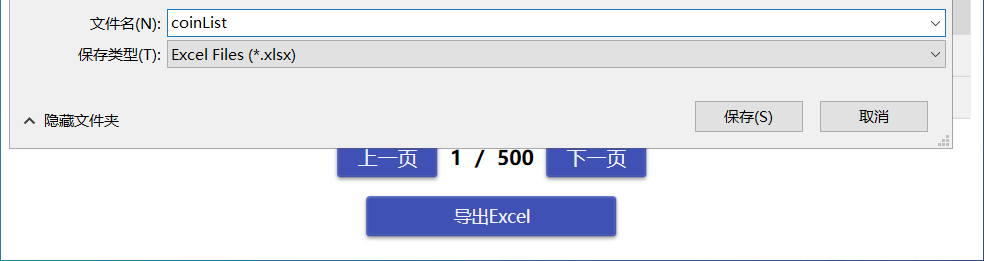 文件名(N): coinList
保存类型(T): Excel Files (*.xlsx)
隐藏文件夹 保存(S) 取消
上一页 1 / 500 下一页
导出Excel